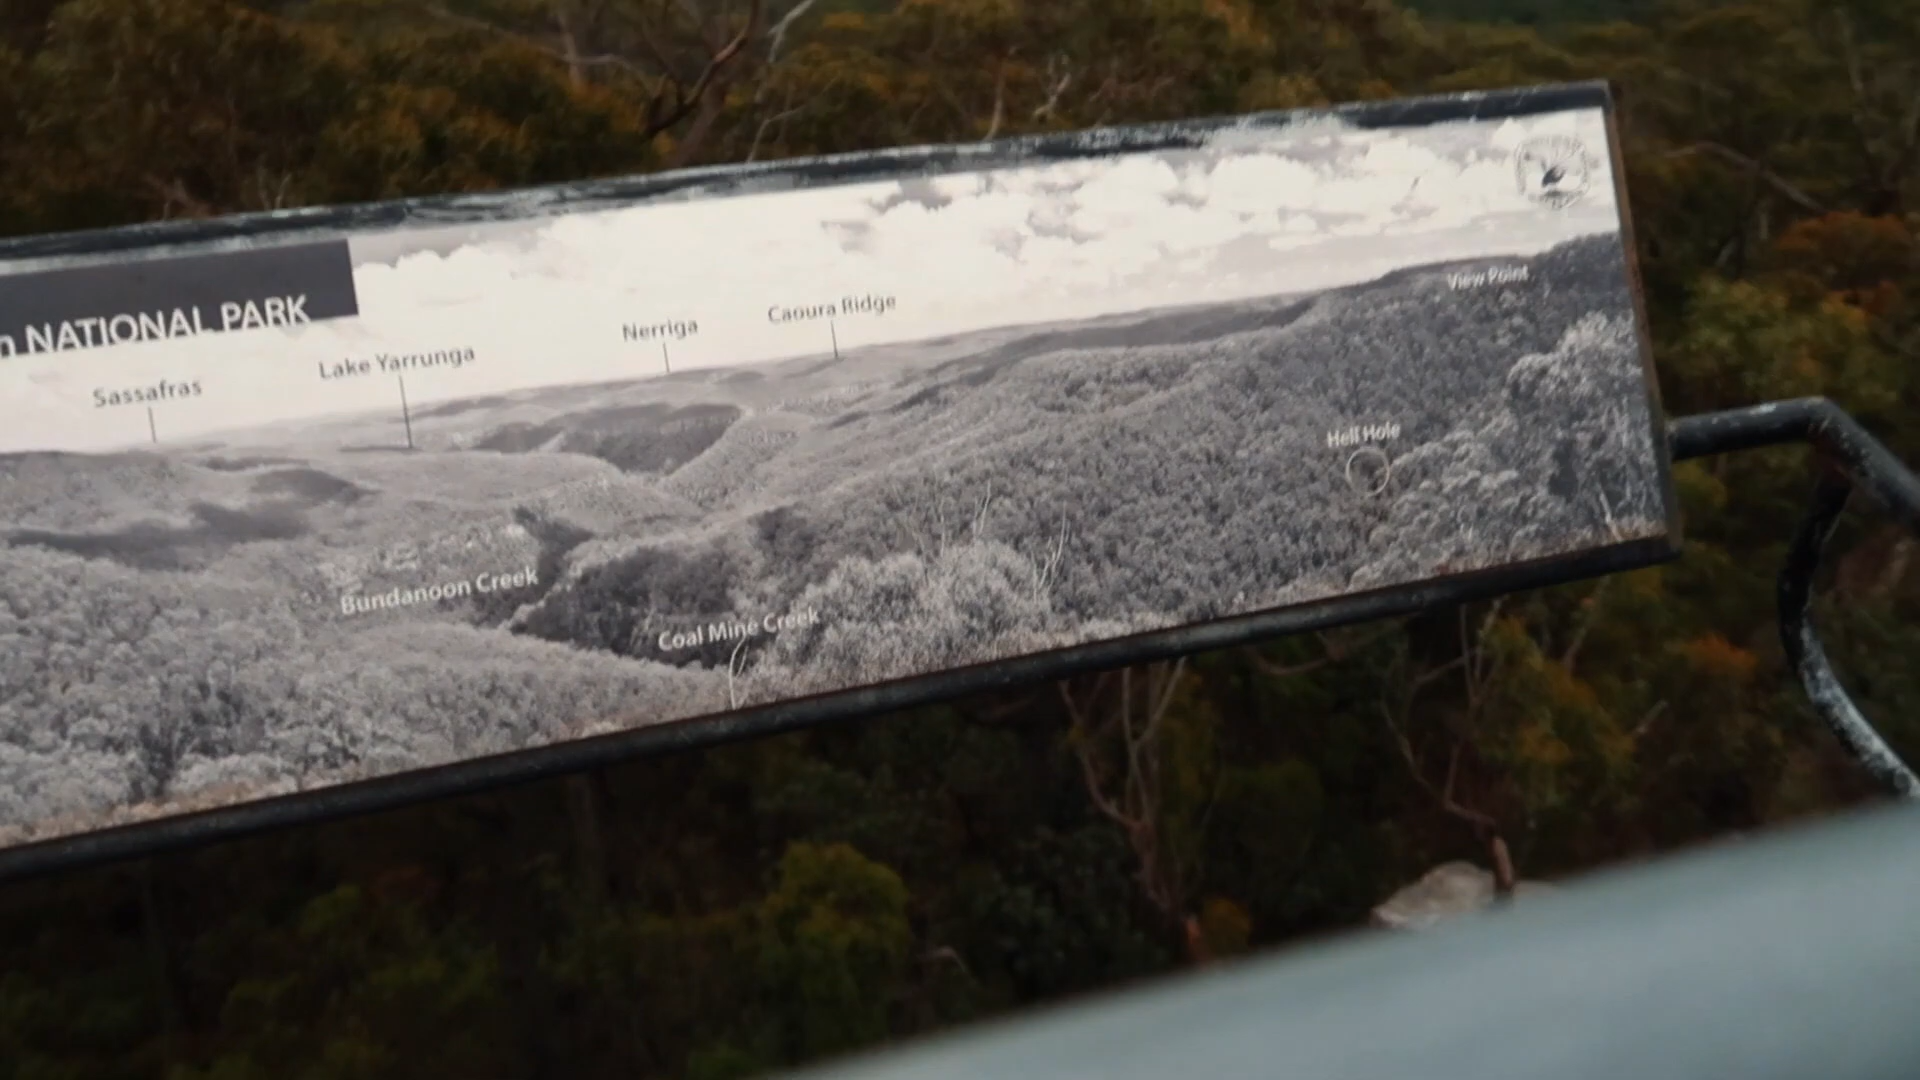 n NATIONAL PARK
Sassafras
Lake Yarrunga
Nerriga
Caoura Ridge
View Point
Hell Hole
Bundanoon Creek
Coal Mine Creek